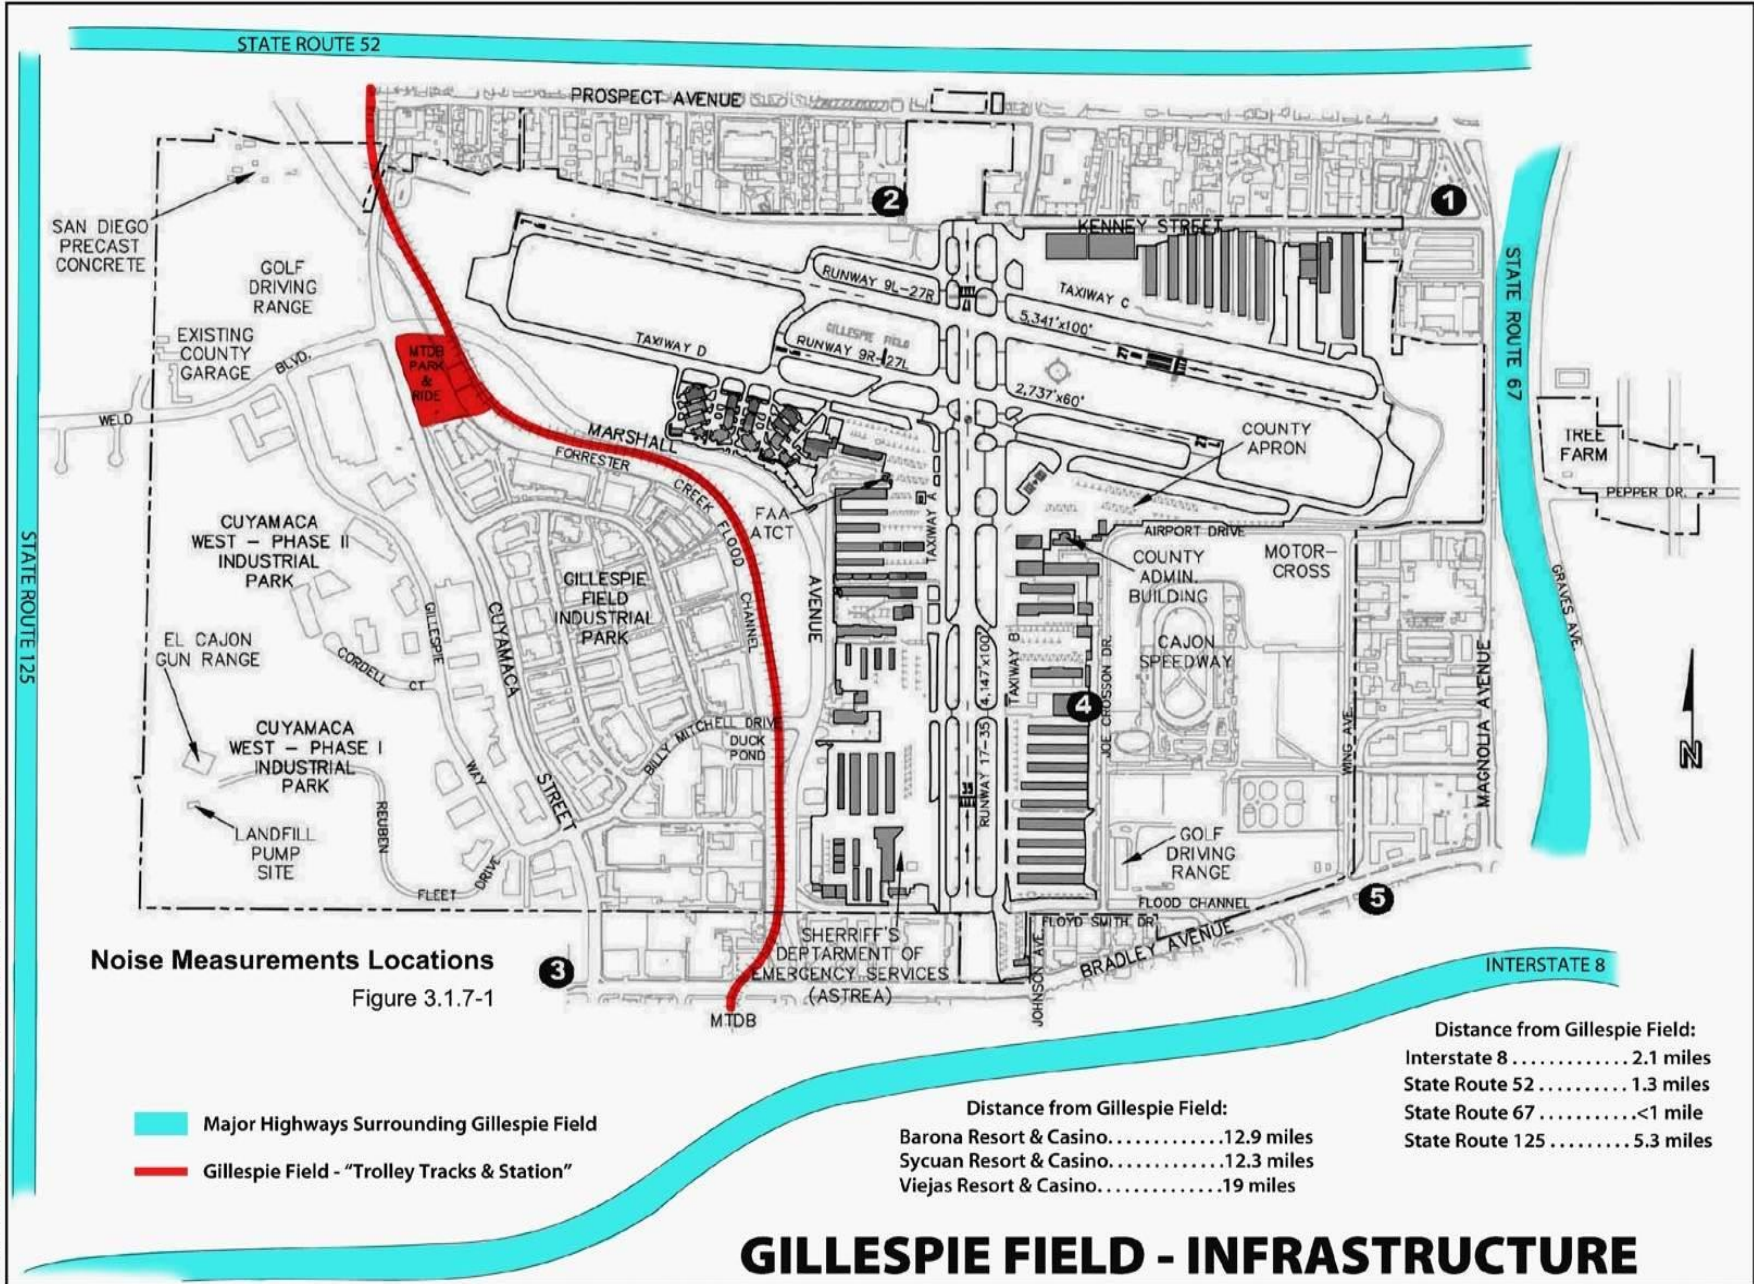 STATE ROUTE 52
PROSPECT AVENUE
SAN DIEGO
PRECAST
CONCRETE
2
1
KENNEY STREET
GOLF
DRIVING
RANGE
RUNWAY 9L-27R
TAXIWAY C
5,341'x100'
GILLESPIE FIELD
EXISTING
COUNTY
GARAGE
BLVD.
WELD
MTDB
PARK
&
RIDE
TAXIWAY D
RUNWAY 9R-27L
27
2,737'x60'
STATE ROUTE 67
MARSHALL
FORRESTER
CREEK FLOOD
CHANNEL
COUNTY
APRON
TREE
FARM
PEPPER DR.
FAA
ATCT
TAXIWAY A
AIRPORT DRIVE
CUYAMACA
WEST – PHASE II
INDUSTRIAL
PARK
COUNTY
ADMIN.
BUILDING
MOTOR-
CROSS
STATE ROUTE 125
GILLESPIE
FIELD
INDUSTRIAL
PARK
AVENUE
GRAVES AVE.
EL CAJON
GUN RANGE
GILLESPIE
WAY
CUYAMACA
STREET
CORDELL CT
CAJON
SPEEDWAY
TAXIWAY B
JOE CROSSON DR.
4
RUNWAY 17-35 4,147'x100'
35
MAGNOLIA AVENUE
WING AVE.
N
CUYAMACA
WEST – PHASE I
INDUSTRIAL
PARK
BILLY MITCHELL DRIVE
DUCK
POND
LANDFILL
PUMP
SITE
REUBEN
FLEET
DRIVE
GOLF
DRIVING
RANGE
FLOOD CHANNEL
5
FLOYD SMITH DR.
BRADLEY AVENUE
JOHNSON AVE.
SHERRIFF'S
DEPTARMENT OF
EMERGENCY SERVICES
(ASTREA)
MTDB
3
Noise Measurements Locations
Figure 3.1.7-1
INTERSTATE 8
Distance from Gillespie Field:
Interstate 8.............2.1 miles
State Route 52..........1.3 miles
State Route 67...........<1 mile
State Route 125.........5.3 miles
Major Highways Surrounding Gillespie Field
Gillespie Field - “Trolley Tracks & Station”
Distance from Gillespie Field:
Barona Resort & Casino.............12.9 miles
Sycuan Resort & Casino.............12.3 miles
Viejas Resort & Casino..............19 miles
GILLESPIE FIELD - INFRASTRUCTURE